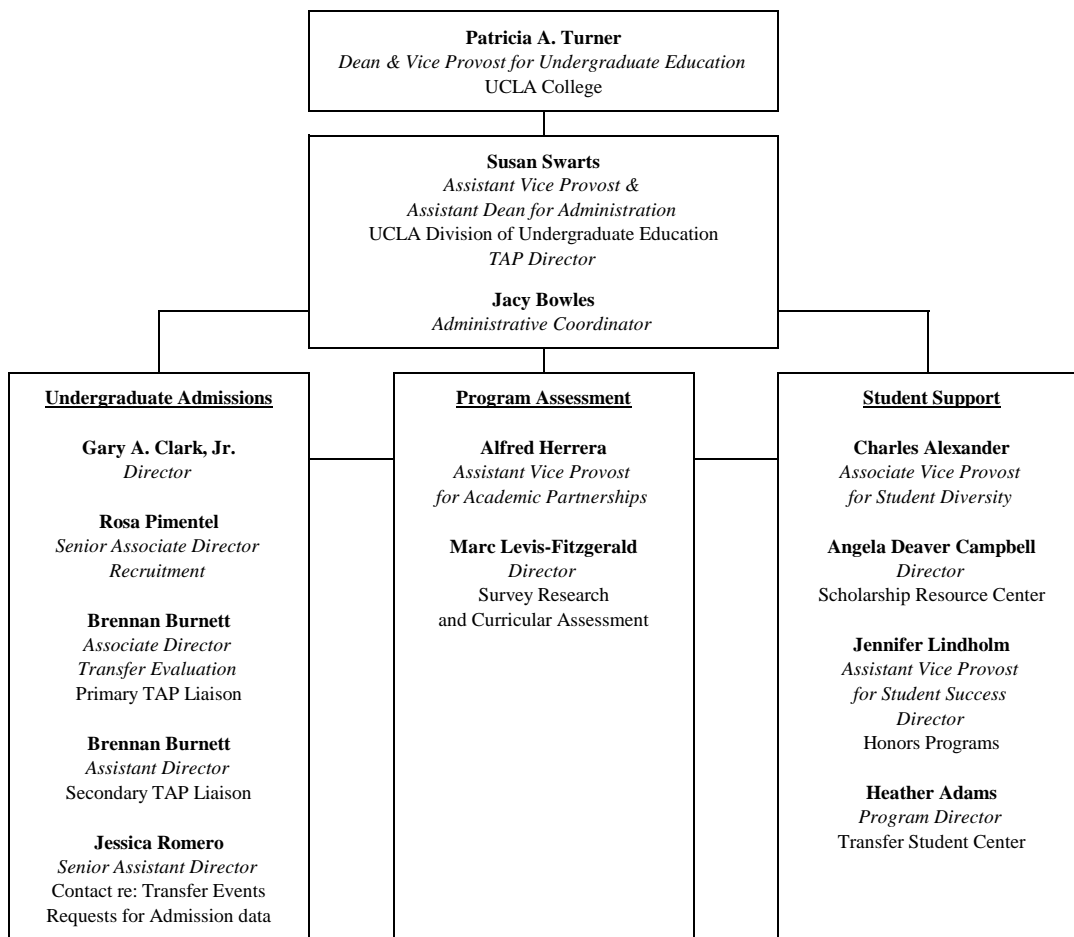 Patricia A. Turner
Dean & Vice Provost for Undergraduate Education
UCLA College
Susan Swarts
Assistant Vice Provost &
Assistant Dean for Administration
UCLA Division of Undergraduate Education
TAP Director
Jacy Bowles
Administrative Coordinator
Undergraduate Admissions
Gary A. Clark, Jr.
Director
Rosa Pimentel
Senior Associate Director
Recruitment
Brennan Burnett
Associate Director
Transfer Evaluation
Primary TAP Liaison
Brennan Burnett
Assistant Director
Secondary TAP Liaison
Jessica Romero
Senior Assistant Director
Contact re: Transfer Events
Requests for Admission data
Program Assessment
Alfred Herrera
Assistant Vice Provost
for Academic Partnerships
Marc Levis-Fitzgerald
Director
Survey Research
and Curricular Assessment
Student Support
Charles Alexander
Associate Vice Provost
for Student Diversity
Angela Deaver Campbell
Director
Scholarship Resource Center
Jennifer Lindholm
Assistant Vice Provost
for Student Success
Director
Honors Programs
Heather Adams
Program Director
Transfer Student Center